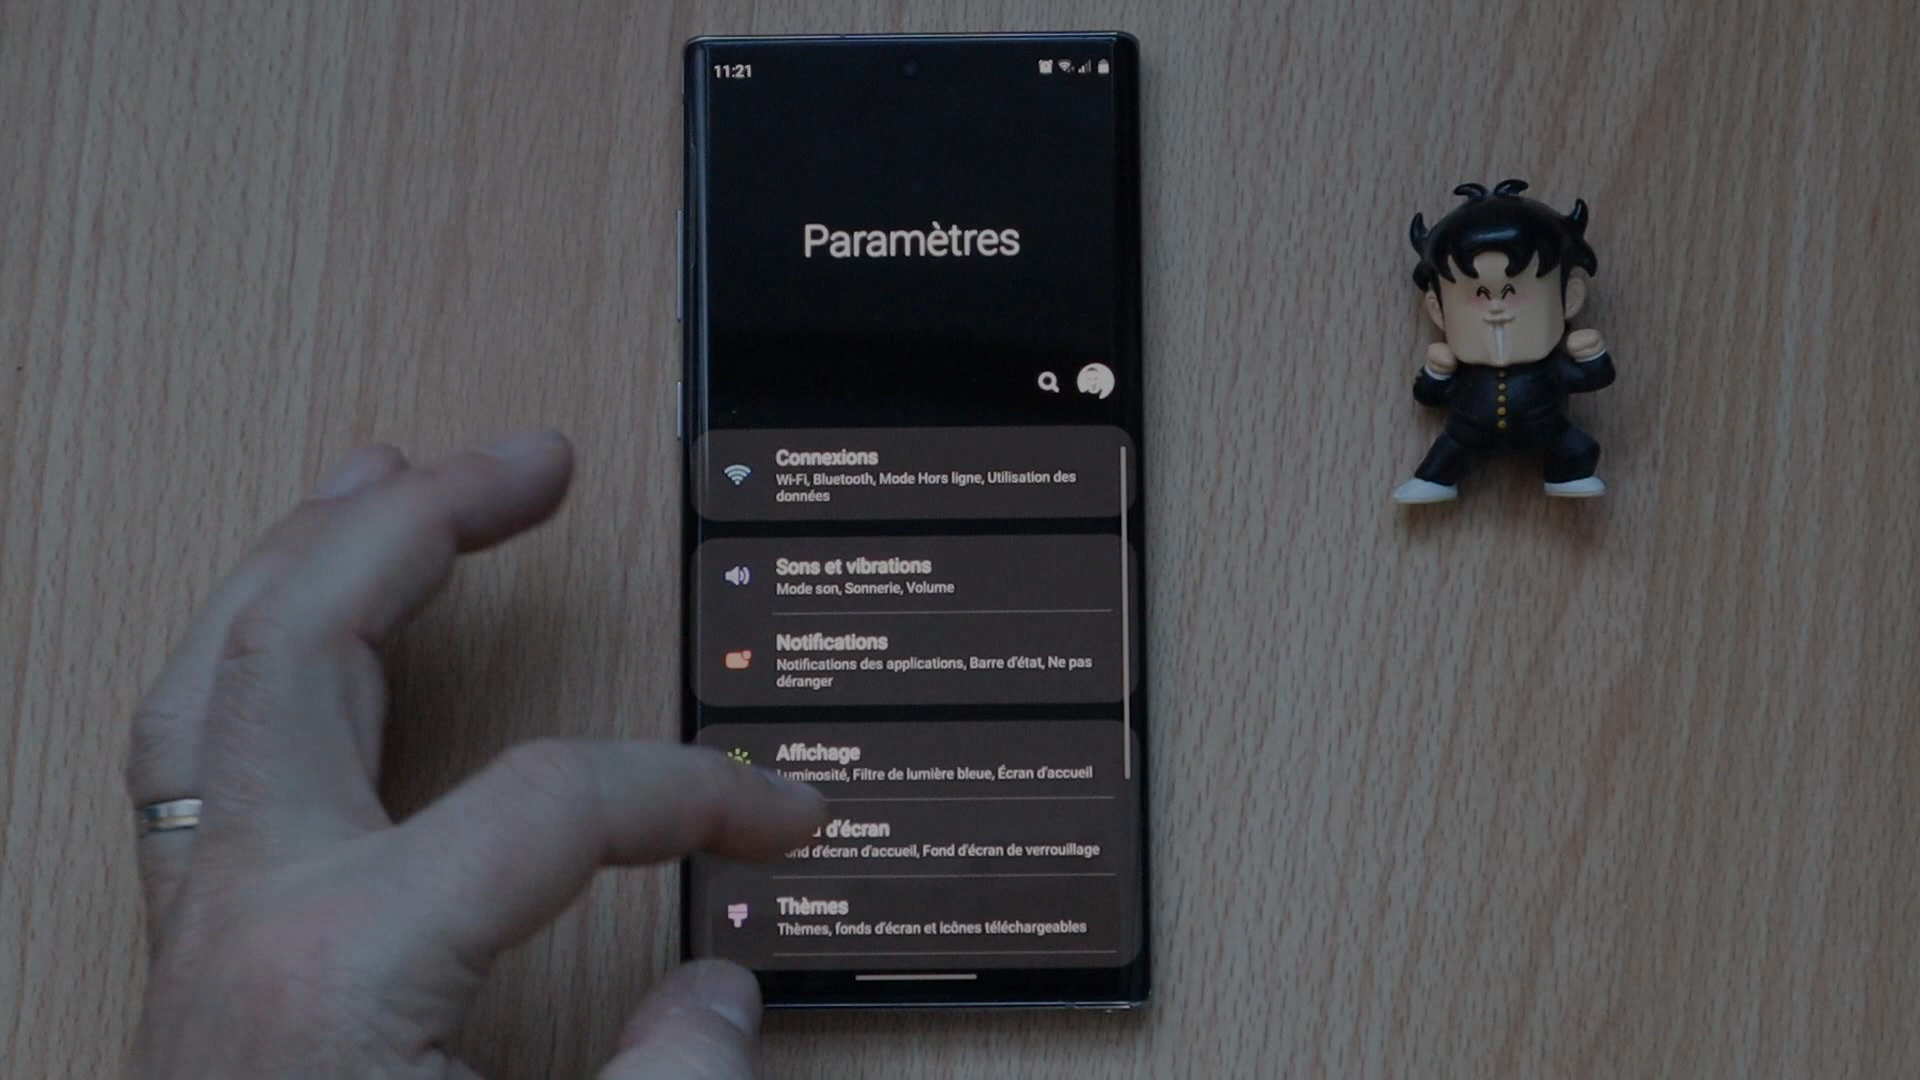 11:21
Paramètres
Connexions
Wi-Fi, Bluetooth, Mode Hors ligne, Utilisation des
données
Sons et vibrations
Mode son, Sonnerie, Volume
Notifications
Notifications des applications, Barre d'état, Ne pas
déranger
Affichage
Luminosité, Filtre de lumière bleue, Écran d'accueil
d'écran
d'écran d'accueil, Fond d'écran de verrouillage
Thèmes
Thèmes, fonds d'écran et icônes téléchargeables